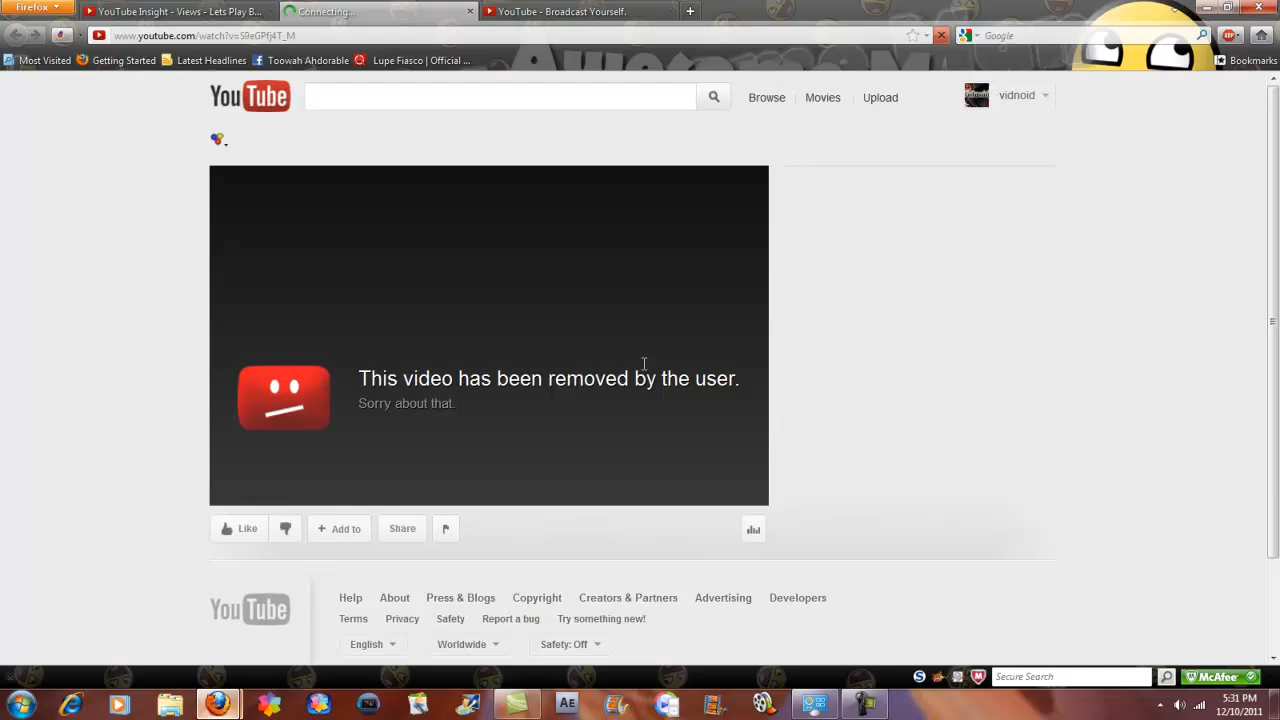 Firefox
YouTube Insight - Views - Lets Play B...
Connecting...
YouTube - Broadcast Yourself.
www.youtube.com/watch?v=S9eGPfj4T_M
Google
Most Visited
Getting Started
Latest Headlines
Toowah Ahdorable
Lupe Fiasco | Official ...
Bookmarks
YouTube
Browse
Movies
Upload
vidnoid
This video has been removed by the user.
Sorry about that.
Like
+ Add to
Share
YouTube
Help
About
Press & Blogs
Copyright
Creators & Partners
Advertising
Developers
Terms
Privacy
Safety
Report a bug
Try something new!
English
Worldwide
Safety: Off
Secure Search
McAfee
AE
5:31 PM
12/10/2011